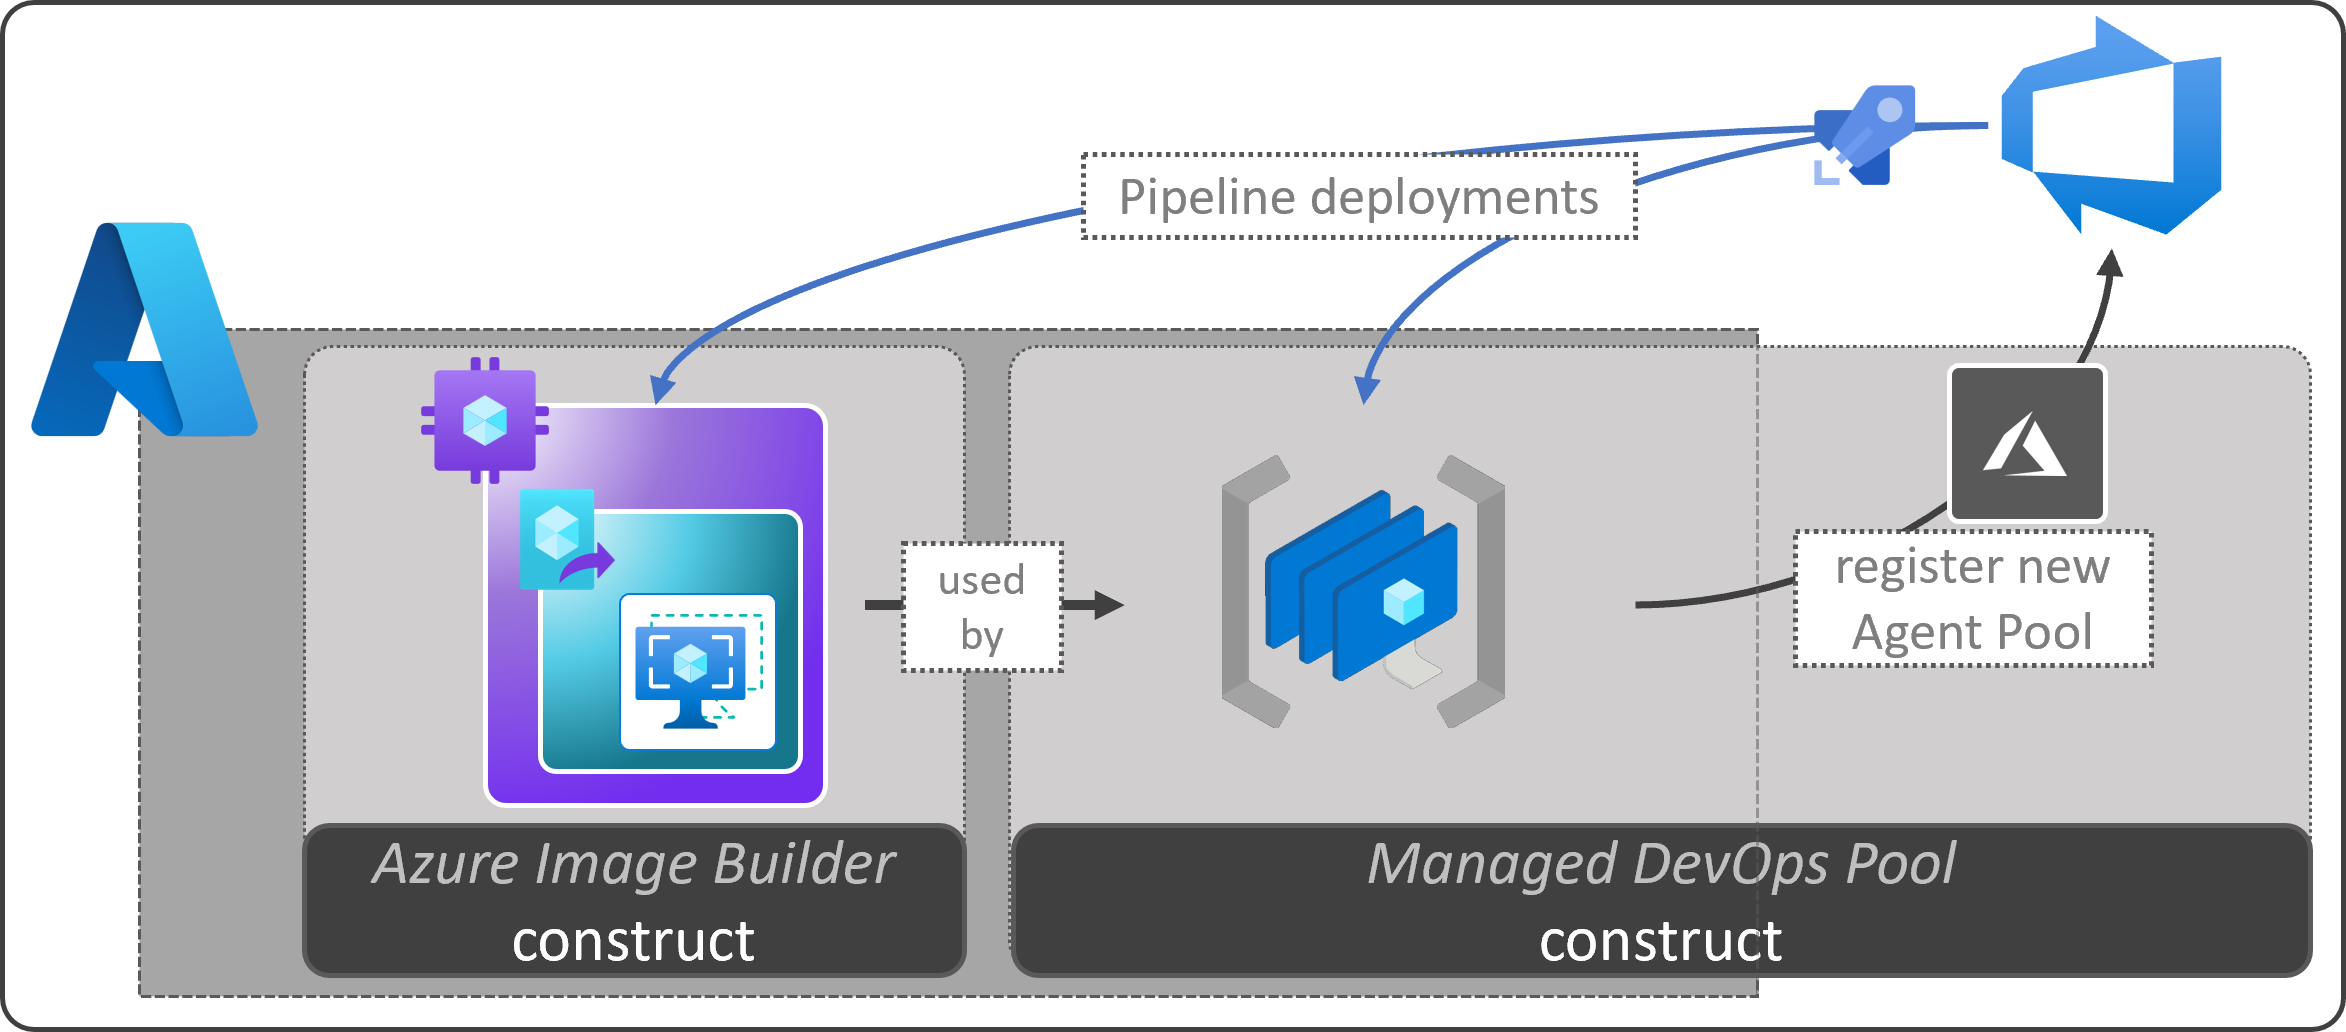 Pipeline deployments
used
by
register new
Agent Pool
Azure Image Builder
construct
Managed DevOps Pool
construct